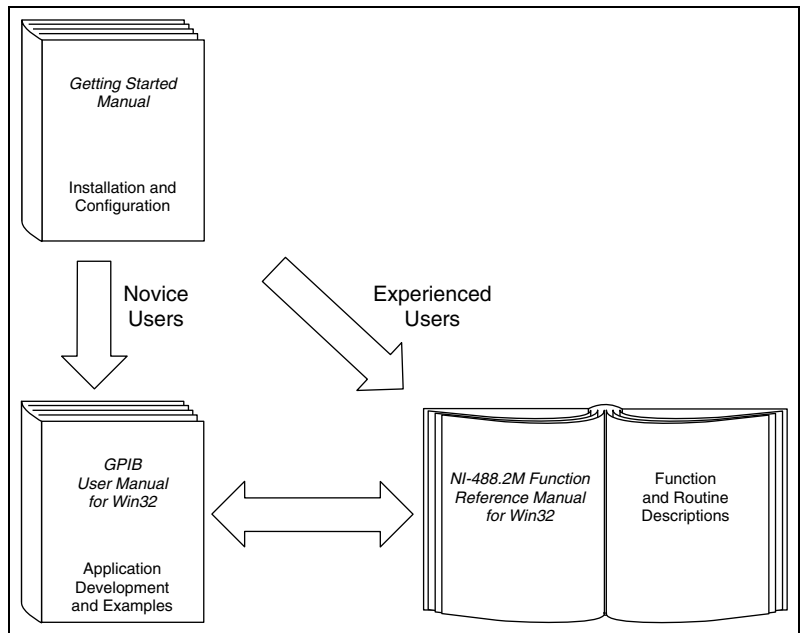 Getting Started
Manual
Installation and
Configuration
Novice
Users
Experienced
Users
GPIB
User Manual
for Win32
Application
Development
and Examples
NI-488.2M Function
Reference Manual
for Win32
Function
and Routine
Descriptions